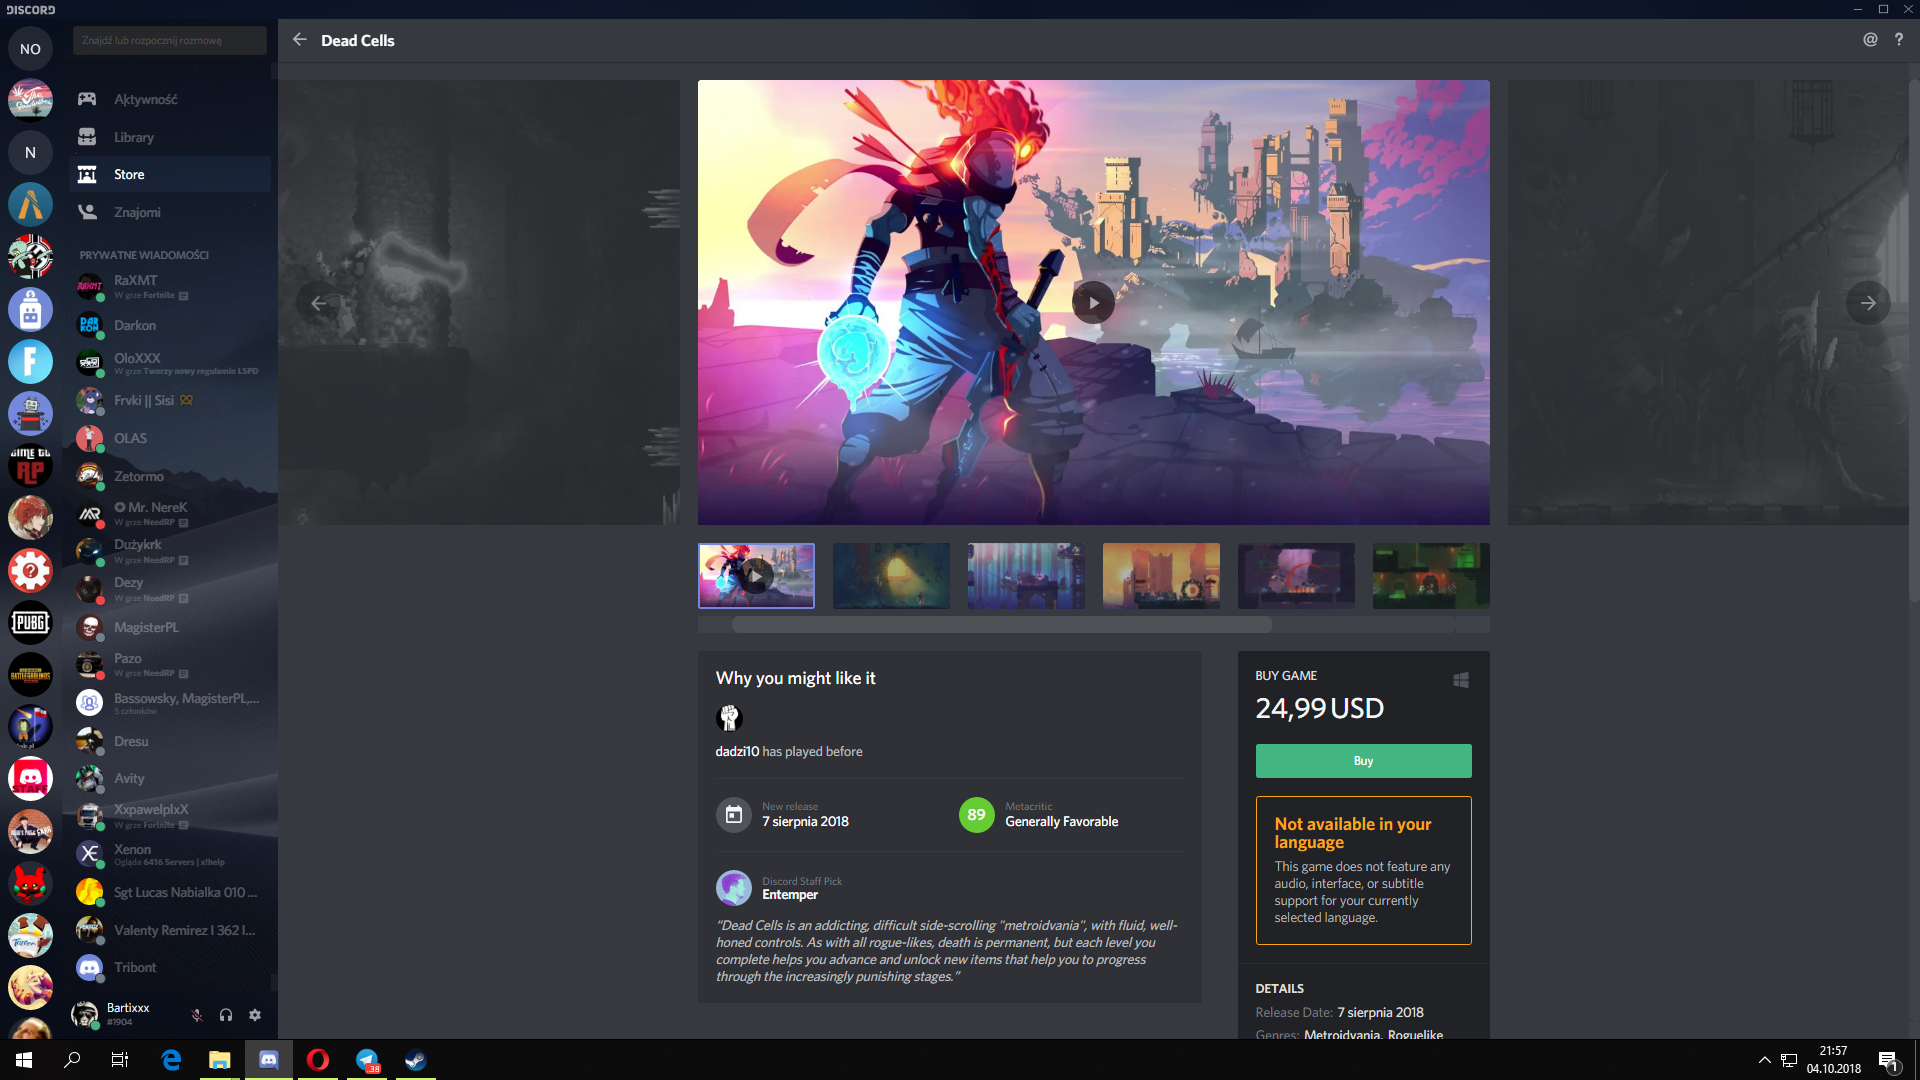 DISCORD
NO
Znajdź lub rozpocznij rozmowę
Dead Cells
@ ?
Aktywność
N
Library
Store
Znajomi
PRYWATNE WIADOMOŚCI
RaXMT
W grze Fortnite
DAR KON
Darkon
OloXXX
W grze Tworzy nowy regulamin LSPD
F
Frvki || Sisi
OLAS
TIME TO RP
Zetormo
Mr. NereK
W grze NeedRP
Dużykrk
W grze NeedRP
Dezy
W grze NeedRP
PUBG
MagisterPL
Pazo
W grze NeedRP
Bassowsky, MagisterPL,...
5 członków
Dresu
STAFF
Avity
XxpawelplxX
W grze Fortnite
Xenon
Ogląda 6416 Servers | x!help
Sgt Lucas Nabialka 010 ...
Valenty Remirez I 362 I...
Tribont
Bartixxx
#1904
Why you might like it
dadzi10 has played before
New release
7 sierpnia 2018
89
Metacritic
Generally Favorable
Discord Staff Pick
Entemper
“Dead Cells is an addicting, difficult side-scrolling "metroidvania", with fluid, well-
honed controls. As with all rogue-likes, death is permanent, but each level you
complete helps you advance and unlock new items that help you to progress
through the increasingly punishing stages.”
BUY GAME
24,99 USD
Buy
Not available in your
language
This game does not feature any
audio, interface, or subtitle
support for your currently
selected language.
DETAILS
Release Date: 7 sierpnia 2018
Genres: Metroidvania, Roguelike
38
21:57
04.10.2018
1